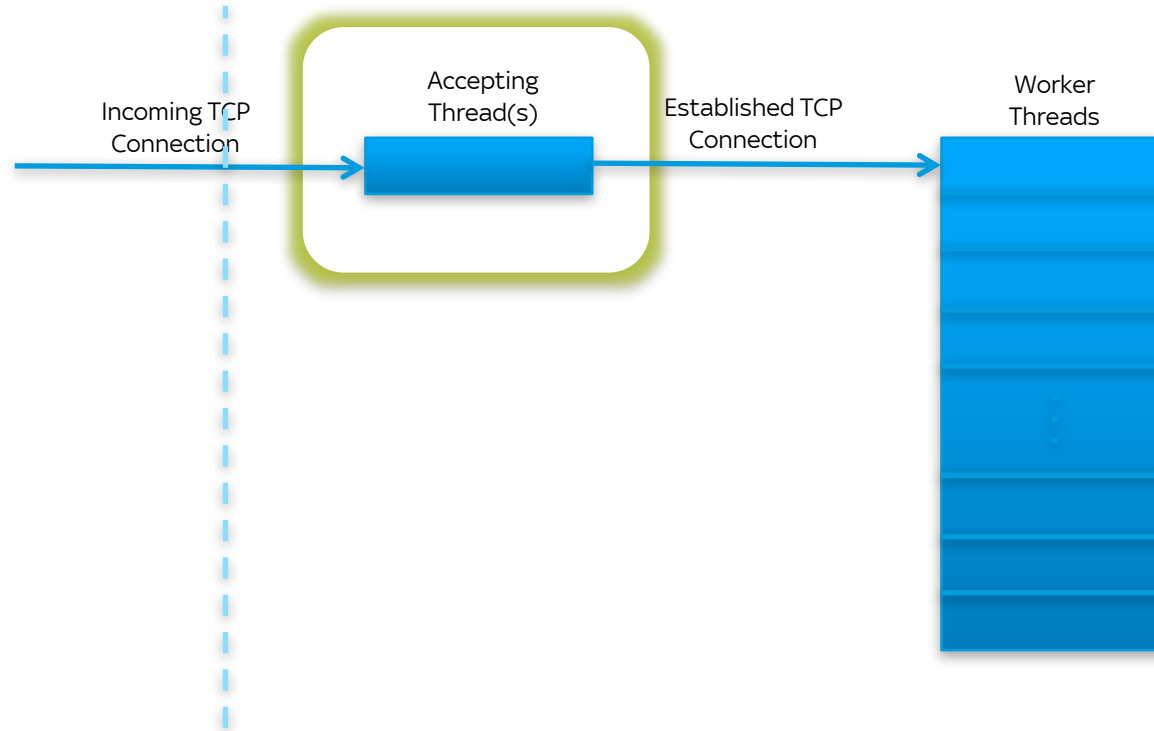 Incoming TCP
Connection
Accepting
Thread(s)
Established TCP
Connection
Worker
Threads